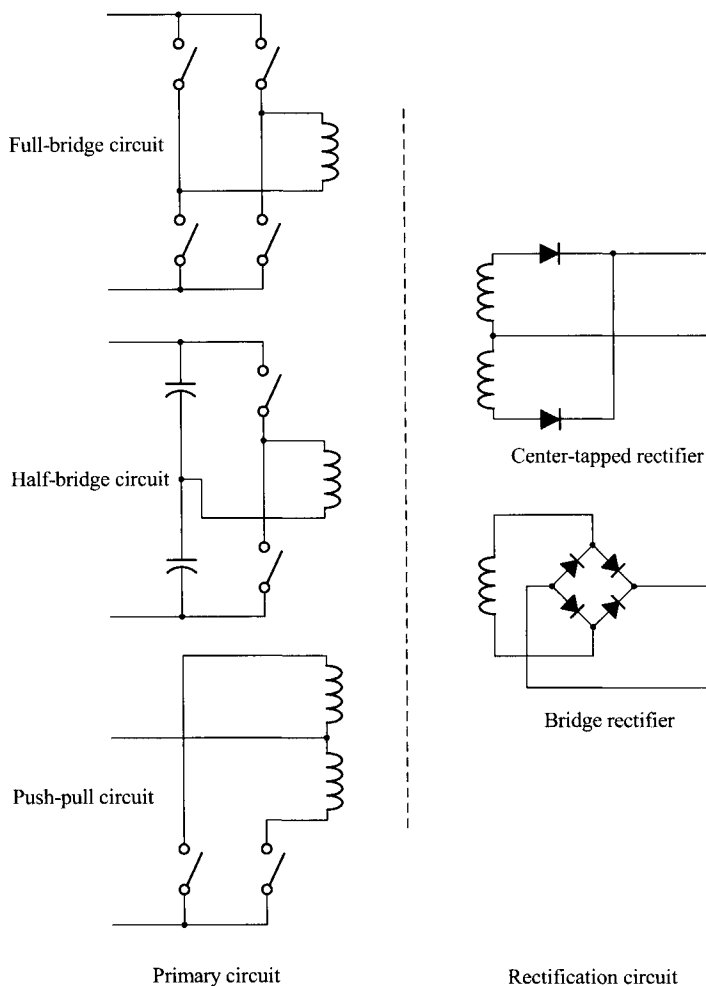 Full-bridge circuit
Half-bridge circuit
Push-pull circuit
Primary circuit
Center-tapped rectifier
Bridge rectifier
Rectification circuit